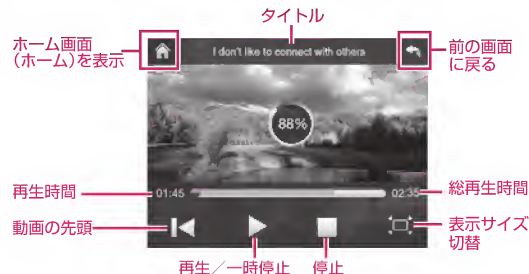 タイトル
ホーム画面
（ホーム）を表示
I don't like to connect with others
前の画面
に戻る
88%
再生時間
01:45
02:35
総再生時間
動画の先頭
表示サイズ
切替
再生／一時停止
停止